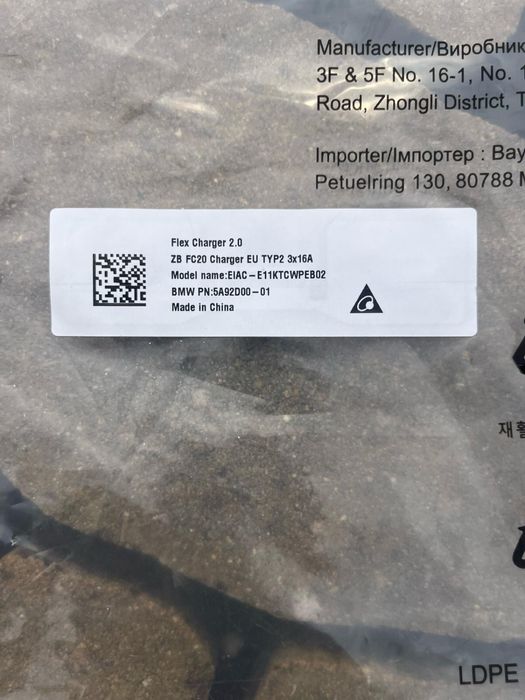 Manufacturer/Виробник
3F & 5F No. 16-1, No. 1
Road, Zhongli District, T
Importer/Імпортер : Bay
Petuelring 130, 80788 M
Flex Charger 2.0
ZB FC20 Charger EU TYP2 3x16A
Model name:EIAC-E11KTCWPEB02
BMW PN:5A92D00-01
Made in China
재활
LDPE